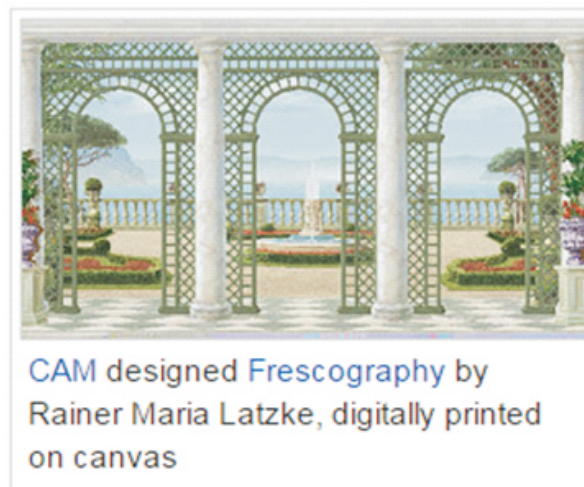 CAM designed Frescography by
Rainer Maria Latzke, digitally printed
on canvas